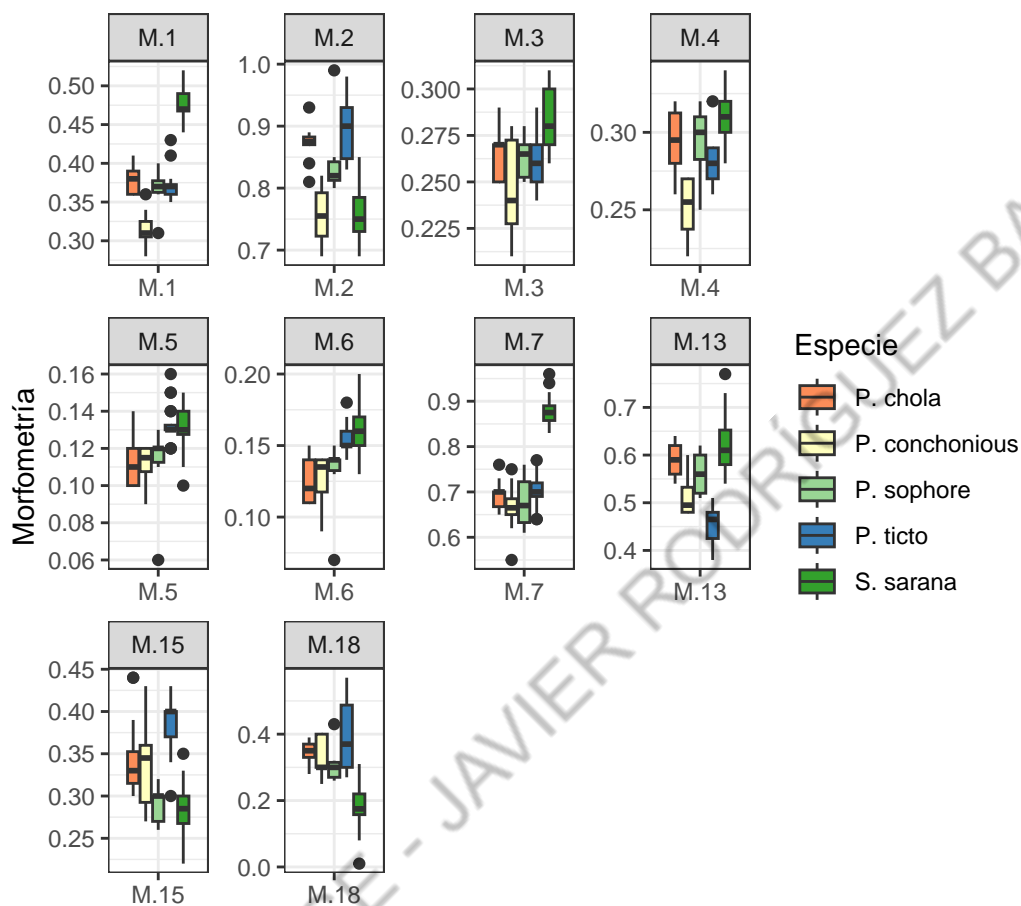 M.1 M.2 M.3 M.4
0.50 1.0 0.300 0.30
0.45 0.9 0.275 0.25
0.40 0.8 0.250
0.35 0.7 0.225
0.30
M.1 M.2 M.3 M.4
M.5 M.6 M.7 M.13
0.16 0.20 0.9 0.7
0.14 0.15 0.8 0.6
0.12 0.10 0.7 0.5
0.10 0.6 0.4
0.08
0.06
M.5 M.6 M.7 M.13
M.15 M.18
0.45 0.4
0.40 0.2
0.35 0.0
0.30
0.25
M.15 M.18
Morfometría
Especie
P. chola
P. conchonious
P. sophore
P. ticto
S. sarana
JAVIER RODRÍGUEZ